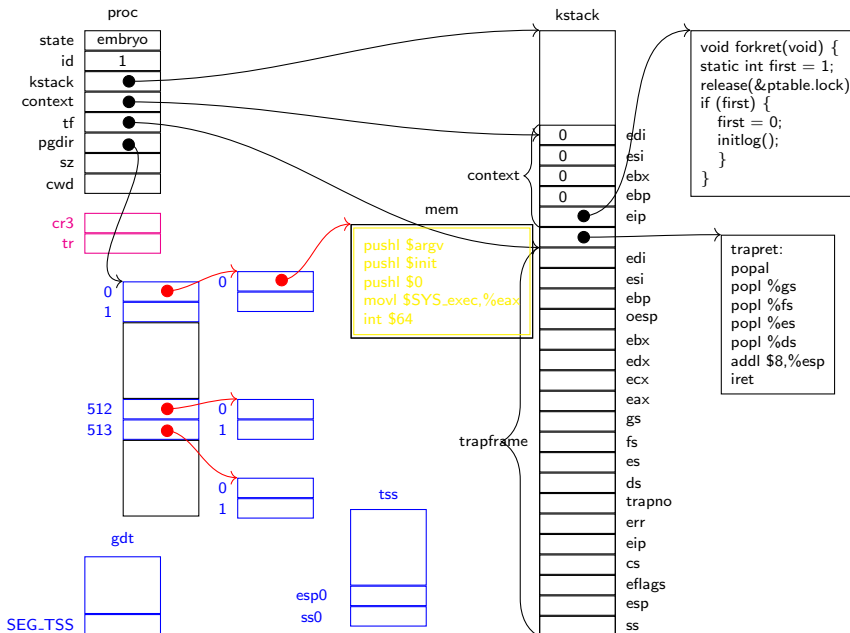 proc
state embryo
id 1
kstack
context
tf
pgdir
sz
cwd
cr3
tr
0
1
512
513
0
0
1
0
1
gdt
SEG_TSS
tss
esp0
ss0
mem
pushl $argv
pushl $init
pushl $0
movl $SYS_exec,%eax
int $64
kstack
context
0 edi
0 esi
0 ebx
0 ebp
eip
trapframe
edi
esi
ebp
oesp
ebx
edx
ecx
eax
gs
fs
es
ds
trapno
err
eip
cs
eflags
esp
ss
void forkret(void) {
static int first = 1;
release(&ptable.lock)
if (first) {
first = 0;
initlog();
}
}
trapret:
popal
popl %gs
popl %fs
popl %es
popl %ds
addl $8,%esp
iret